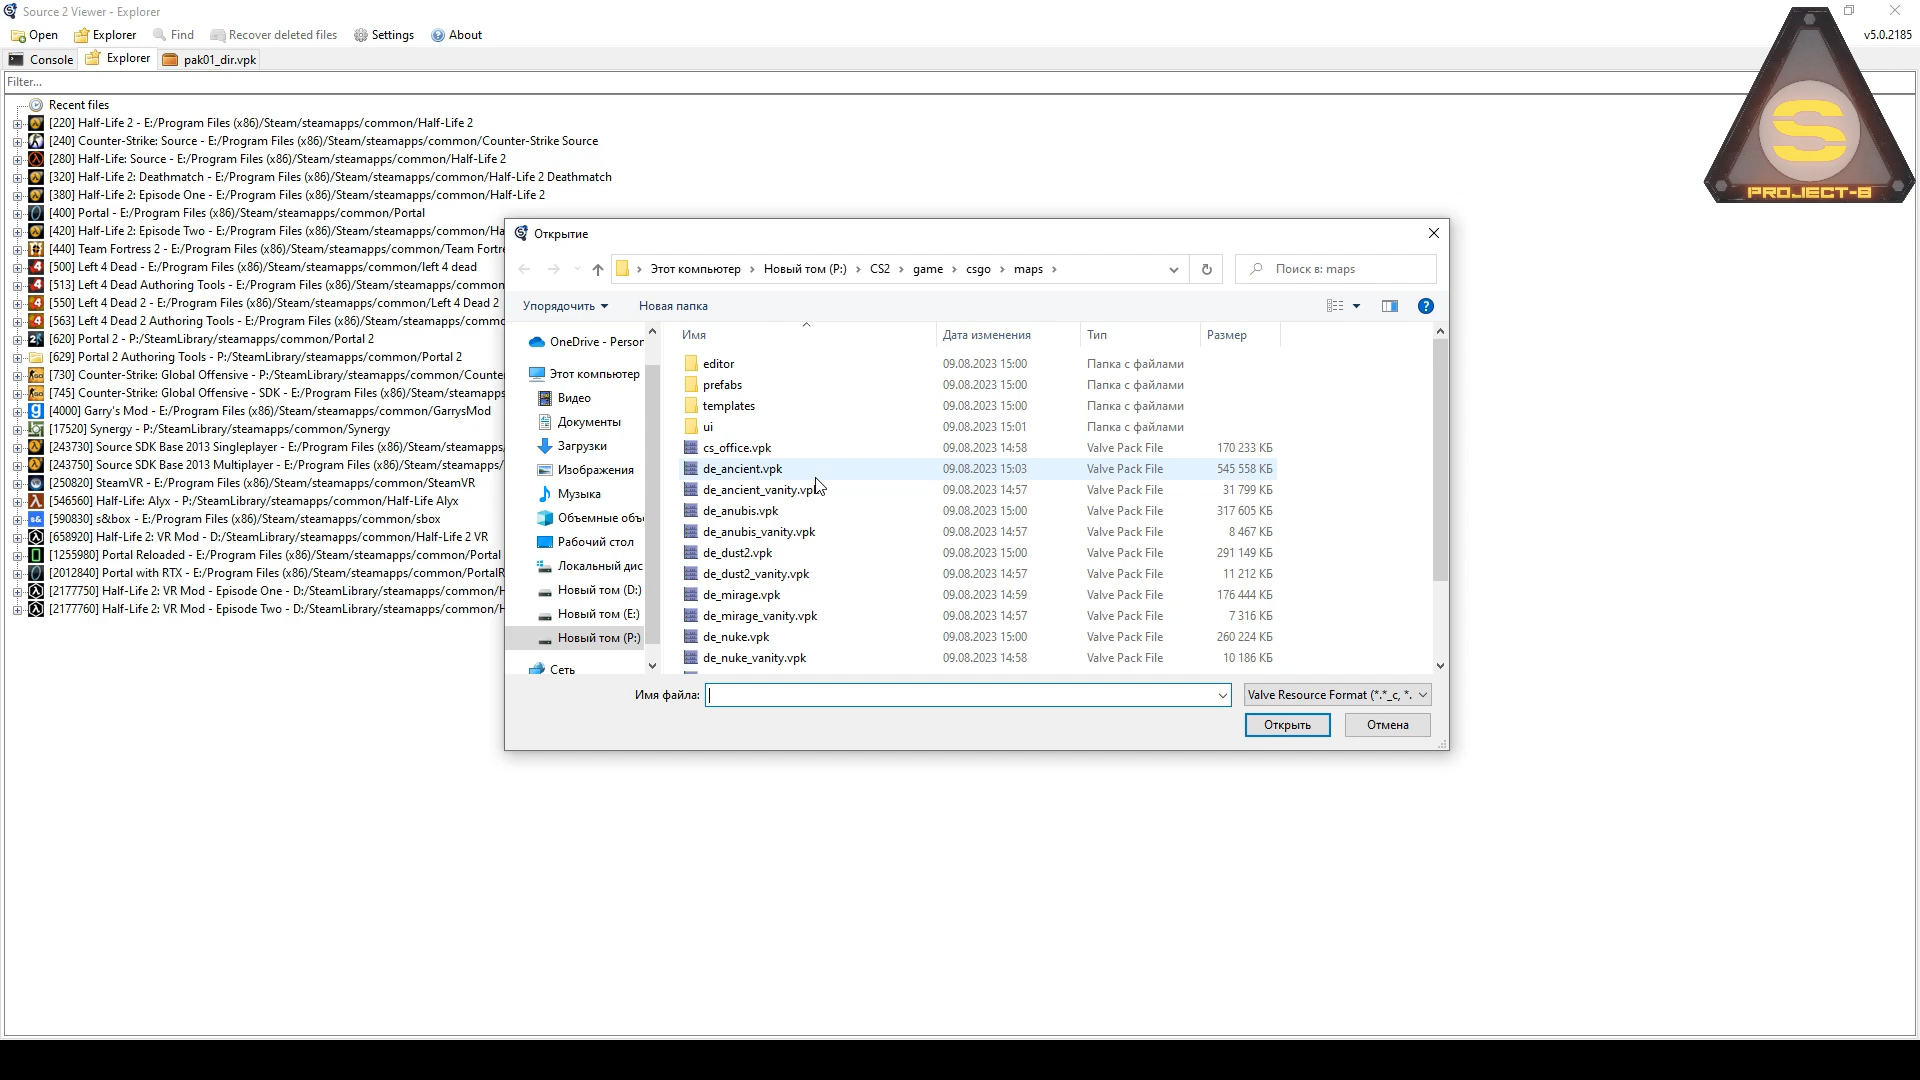 Source 2 Viewer - Explorer
Open Explorer Find Recover deleted files Settings About v5.0.2185
Console Explorer pak01_dir.vpk
Filter...
Recent files
[220] Half-Life 2 - E:/Program Files (x86)/Steam/steamapps/common/Half-Life 2
[240] Counter-Strike: Source - E:/Program Files (x86)/Steam/steamapps/common/Counter-Strike Source
[280] Half-Life: Source - E:/Program Files (x86)/Steam/steamapps/common/Half-Life 2
[320] Half-Life 2: Deathmatch - E:/Program Files (x86)/Steam/steamapps/common/Half-Life 2 Deathmatch
[380] Half-Life 2: Episode One - E:/Program Files (x86)/Steam/steamapps/common/Half-Life 2
[400] Portal - E:/Program Files (x86)/Steam/steamapps/common/Portal
[420] Half-Life 2: Episode Two - E:/Program Files (x86)/Steam/steamapps/common/Ha
[440] Team Fortress 2 - E:/Program Files (x86)/Steam/steamapps/common/Team Fortre
[500] Left 4 Dead - E:/Program Files (x86)/Steam/steamapps/common/left 4 dead
[513] Left 4 Dead Authoring Tools - E:/Program Files (x86)/Steam/steamapps/common
[550] Left 4 Dead 2 - E:/Program Files (x86)/Steam/steamapps/common/Left 4 Dead 2
[563] Left 4 Dead 2 Authoring Tools - E:/Program Files (x86)/Steam/steamapps/commo
[620] Portal 2 - P:/SteamLibrary/steamapps/common/Portal 2
[629] Portal 2 Authoring Tools - P:/SteamLibrary/steamapps/common/Portal 2
[730] Counter-Strike: Global Offensive - P:/SteamLibrary/steamapps/common/Counte
[745] Counter-Strike: Global Offensive - SDK - E:/Program Files (x86)/Steam/steamapps
[4000] Garry's Mod - E:/Program Files (x86)/Steam/steamapps/common/GarrysMod
[17520] Synergy - P:/SteamLibrary/steamapps/common/Synergy
[243730] Source SDK Base 2013 Singleplayer - E:/Program Files (x86)/Steam/steamapps
[243750] Source SDK Base 2013 Multiplayer - E:/Program Files (x86)/Steam/steamapps/
[250820] SteamVR - E:/Program Files (x86)/Steam/steamapps/common/SteamVR
[546560] Half-Life: Alyx - P:/SteamLibrary/steamapps/common/Half-Life Alyx
[590830] s&box - E:/Program Files (x86)/Steam/steamapps/common/sbox
[658920] Half-Life 2: VR Mod - D:/SteamLibrary/steamapps/common/Half-Life 2 VR
[1255980] Portal Reloaded - E:/Program Files (x86)/Steam/steamapps/common/Portal
[2012840] Portal with RTX - E:/Program Files (x86)/Steam/steamapps/common/PortalR
[2177750] Half-Life 2: VR Mod - Episode One - D:/SteamLibrary/steamapps/common/H
[2177760] Half-Life 2: VR Mod - Episode Two - D:/SteamLibrary/steamapps/common/H
S
PROJECT-8
Открытие
Этот компьютер Новый том (P:) CS2 game csgo maps Поиск в: maps
Упорядочить Новая папка
OneDrive - Person
Этот компьютер
Видео
Документы
Загрузки
Изображения
Музыка
Объемные объе
Рабочий стол
Локальный дис
Новый том (D:)
Новый том (E:)
Новый том (P:)
Сеть
Имя Дата изменения Тип Размер
editor 09.08.2023 15:00 Папка с файлами
prefabs 09.08.2023 15:00 Папка с файлами
templates 09.08.2023 15:00 Папка с файлами
ui 09.08.2023 15:01 Папка с файлами
cs_office.vpk 09.08.2023 14:58 Valve Pack File 170 233 КБ
de_ancient.vpk 09.08.2023 15:03 Valve Pack File 545 558 КБ
de_ancient_vanity.vpk 09.08.2023 14:57 Valve Pack File 31 799 КБ
de_anubis.vpk 09.08.2023 15:00 Valve Pack File 317 605 КБ
de_anubis_vanity.vpk 09.08.2023 14:57 Valve Pack File 8 467 КБ
de_dust2.vpk 09.08.2023 15:00 Valve Pack File 291 149 КБ
de_dust2_vanity.vpk 09.08.2023 14:57 Valve Pack File 11 212 КБ
de_mirage.vpk 09.08.2023 14:59 Valve Pack File 176 444 КБ
de_mirage_vanity.vpk 09.08.2023 14:57 Valve Pack File 7 316 КБ
de_nuke.vpk 09.08.2023 15:00 Valve Pack File 260 224 КБ
de_nuke_vanity.vpk 09.08.2023 14:58 Valve Pack File 10 186 КБ
Имя файла: Valve Resource Format (*.*_c, *.
Открыть Отмена